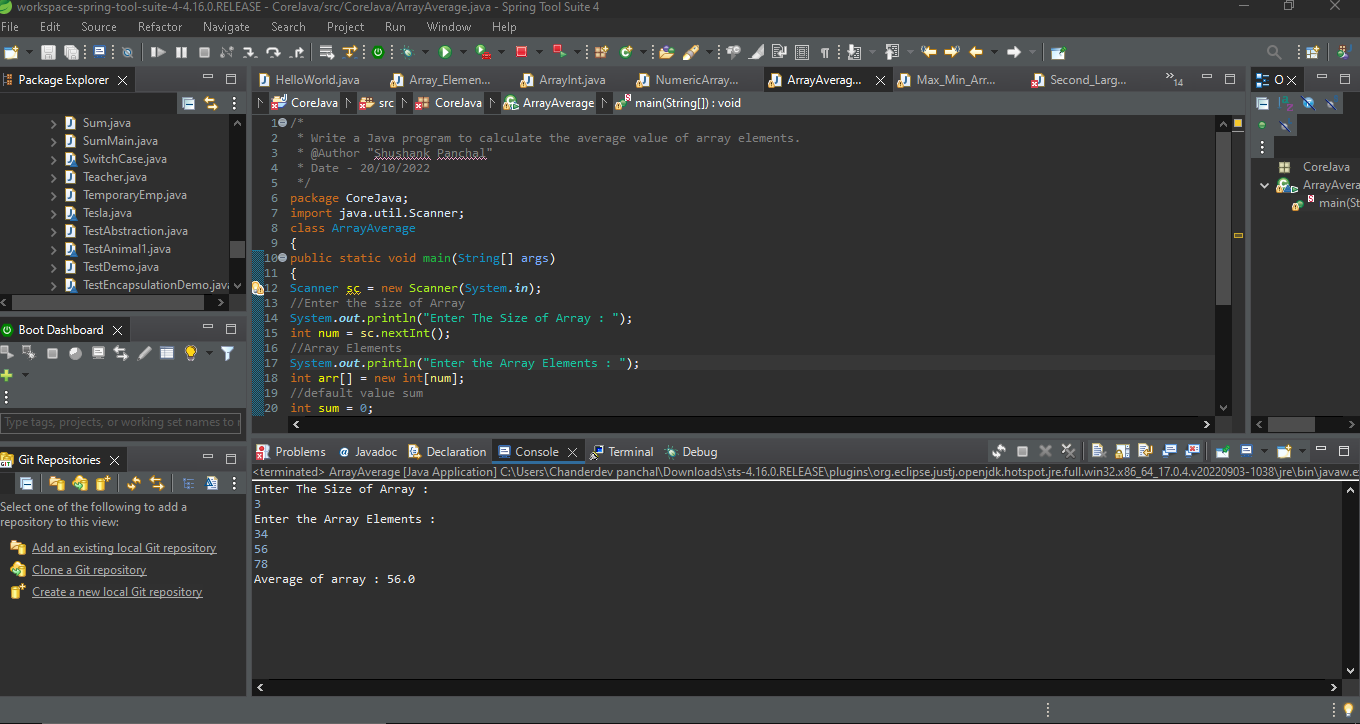 workspace-spring-tool-suite-4-4.16.0.RELEASE - CoreJava/src/CoreJava/ArrayAverage.java - Spring Tool Suite 4
File Edit Source Refactor Navigate Search Project Run Window Help
Package Explorer
Sum.java
SumMain.java
SwitchCase.java
Teacher.java
TemporaryEmp.java
Tesla.java
TestAbstraction.java
TestAnimal1.java
TestDemo.java
TestEncapsulationDemo.java
Boot Dashboard
Type tags, projects, or working set names to
Git Repositories
GIT
Select one of the following to add a
repository to this view:
Add an existing local Git repository
Clone a Git repository
Create a new local Git repository
HelloWorld.java Array_Elemen... ArrayInt.java NumericArray... ArrayAverag... Max_Min_Arr... Second_Larg... »14
CoreJava src CoreJava ArrayAverage main(String[]) : void
1 /*
2 * Write a Java program to calculate the average value of array elements.
3 * @Author "Shushank Panchal"
4 * Date - 20/10/2022
5 */
6 package CoreJava;
7 import java.util.Scanner;
8 class ArrayAverage
9 {
10 public static void main(String[] args)
11 {
12 Scanner sc = new Scanner(System.in);
13 //Enter the size of Array
14 System.out.println("Enter The Size of Array : ");
15 int num = sc.nextInt();
16 //Array Elements
17 System.out.println("Enter the Array Elements : ");
18 int arr[] = new int[num];
19 //default value sum
20 int sum = 0;
O
CoreJava
ArrayAvera
main(St
Problems Javadoc Declaration Console Terminal Debug
<terminated> ArrayAverage [Java Application] C:\Users\Chanderdev panchal\Downloads\sts-4.16.0.RELEASE\plugins\org.eclipse.justj.openjdk.hotspot.jre.full.win32.x86_64_17.0.4.v20220903-1038\jre\bin\javaw.e
Enter The Size of Array :
3
Enter the Array Elements :
34
56
78
Average of array : 56.0